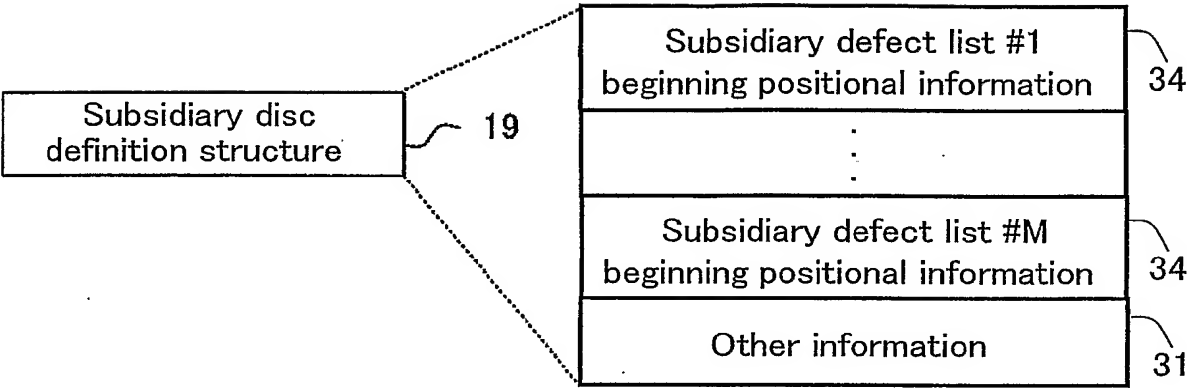 Subsidiary disc
definition structure
19
Subsidiary defect list #1
beginning positional information
34
Subsidiary defect list #M
beginning positional information
34
Other information
31